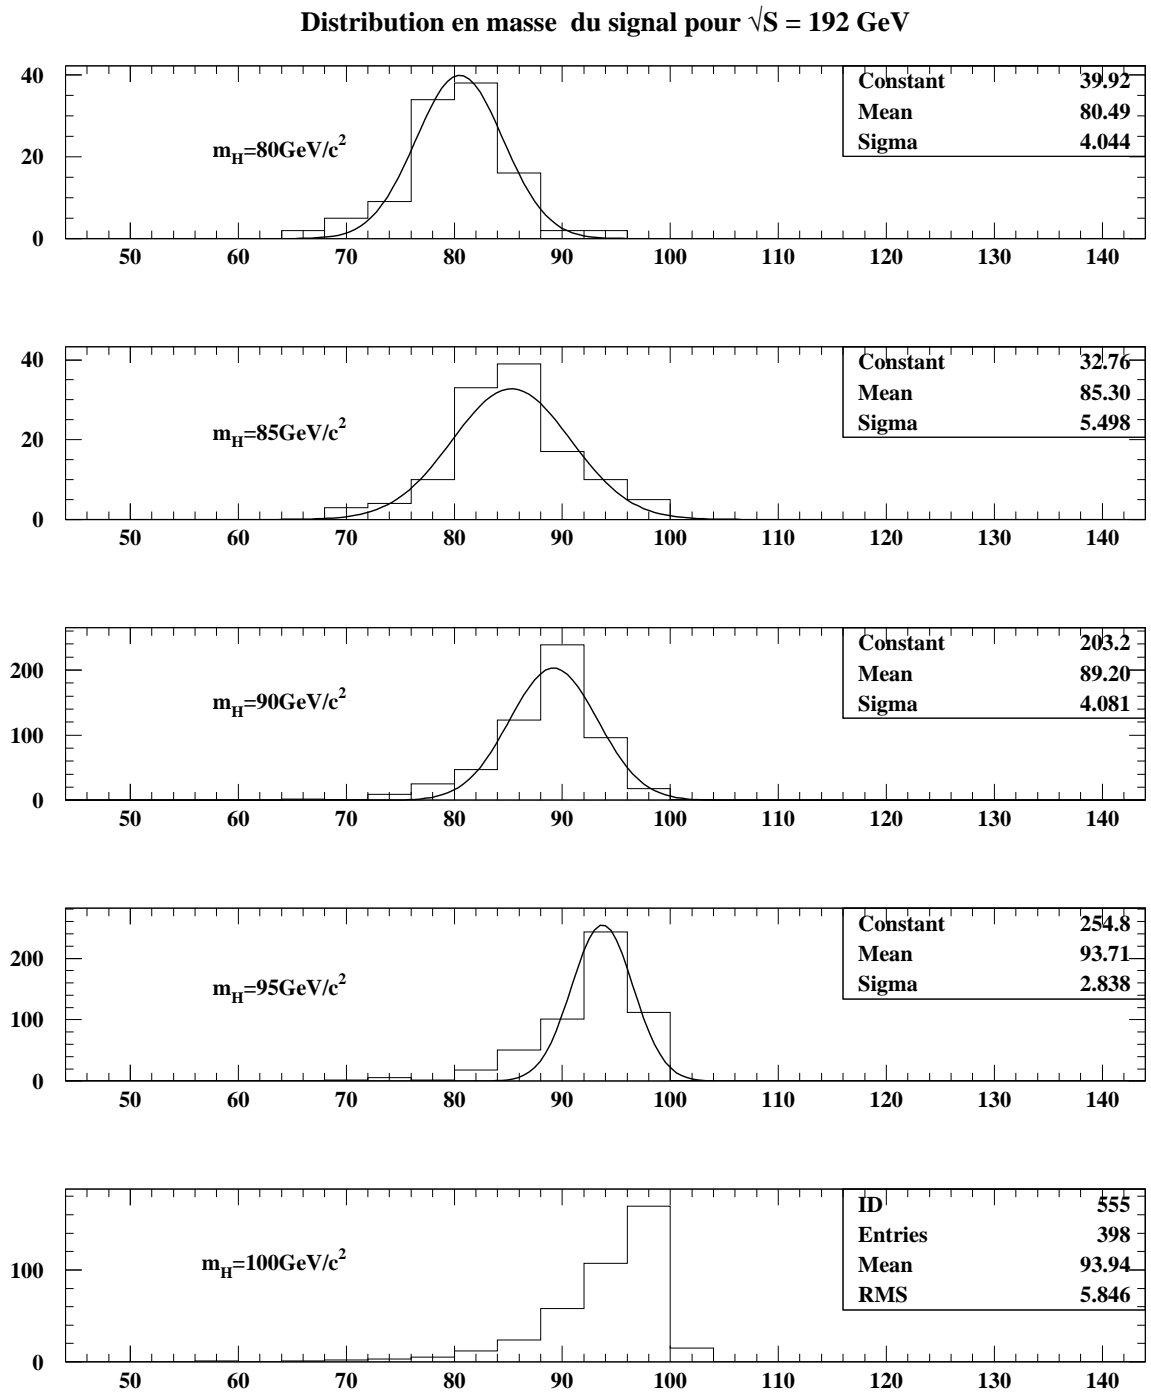 Distribution en masse du signal pour √S = 192 GeV
40
20
0
m_H=80GeV/c²
Constant 39.92
Mean 80.49
Sigma 4.044
50 60 70 80 90 100 110 120 130 140
40
20
0
m_H=85GeV/c²
Constant 32.76
Mean 85.30
Sigma 5.498
50 60 70 80 90 100 110 120 130 140
200
100
0
m_H=90GeV/c²
Constant 203.2
Mean 89.20
Sigma 4.081
50 60 70 80 90 100 110 120 130 140
200
100
0
m_H=95GeV/c²
Constant 254.8
Mean 93.71
Sigma 2.838
50 60 70 80 90 100 110 120 130 140
100
0
m_H=100GeV/c²
ID 555
Entries 398
Mean 93.94
RMS 5.846
50 60 70 80 90 100 110 120 130 140